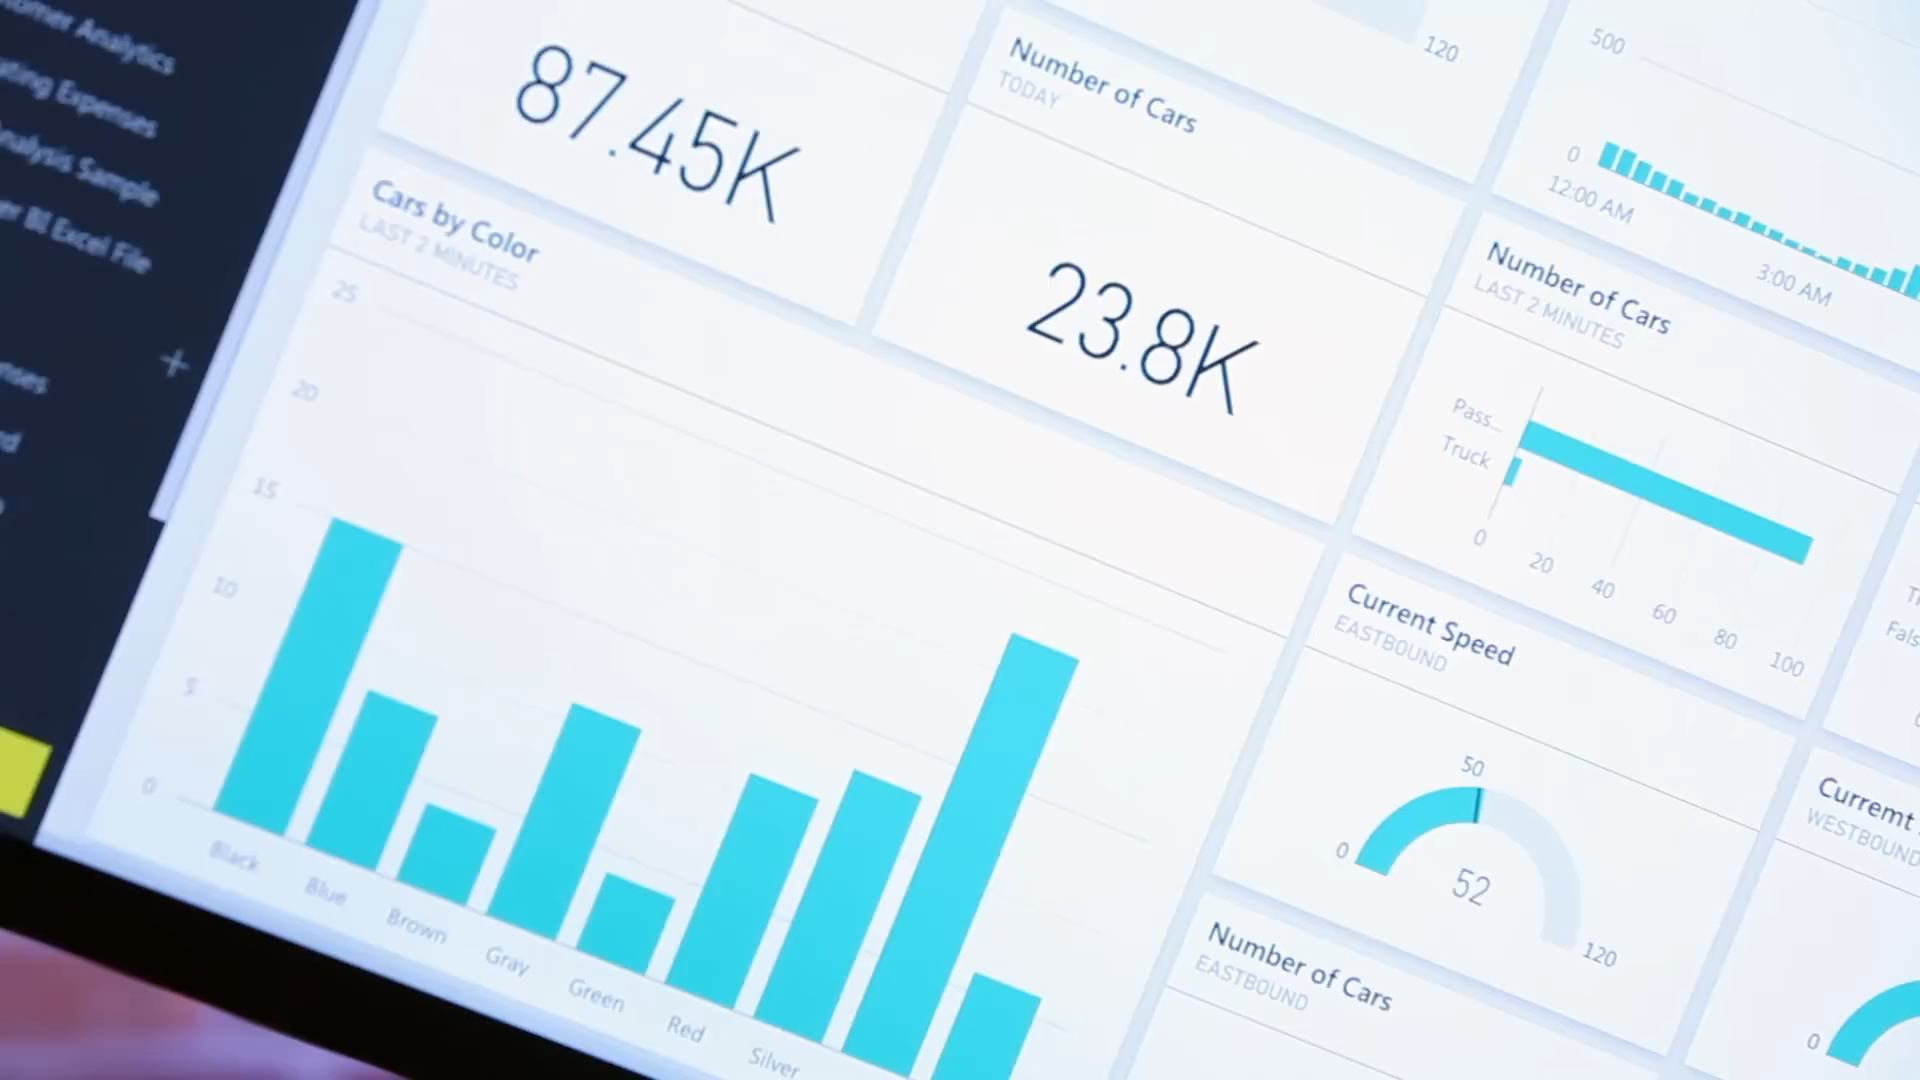 Analytics
Expenses
Analysis Sample
BI Excel File
+
87.45K
Number of Cars
TODAY
23.8K
120
500
0
12:00 AM
3:00 AM
Cars by Color
LAST 2 MINUTES
25
20
15
10
5
0
Black
Blue
Brown
Gray
Green
Red
Silver
Number of Cars
LAST 2 MINUTES
Pass...
Truck
0
20
40
60
80
100
Current Speed
EASTBOUND
50
0
52
120
Number of Cars
EASTBOUND
Curremt
WESTBOUND
0